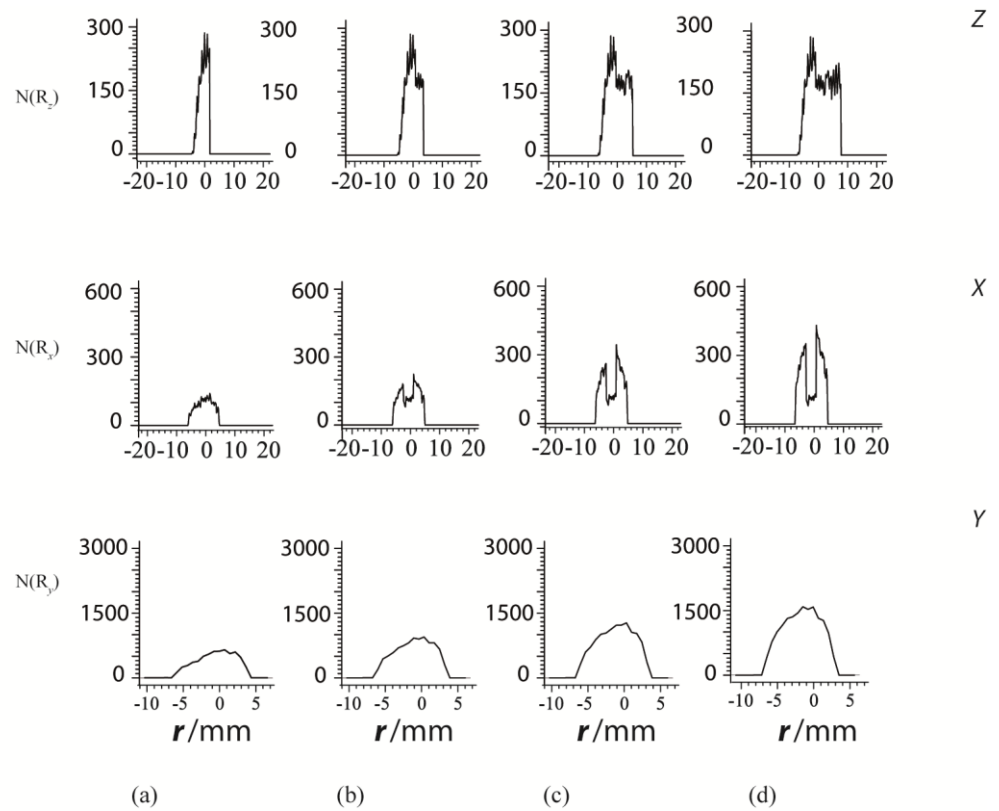 Z
300 300 300 300
N(R_z) 150 150 150 150
0 0 0 0
-20-10 0 10 20 -20-10 0 10 20 -20-10 0 10 20 -20-10 0 10 20
X
600 600 600 600
N(R_x) 300 300 300 300
0 0 0 0
-20-10 0 10 20 -20-10 0 10 20 -20-10 0 10 20 -20-10 0 10 20
Y
3000 3000 3000 3000
N(R_y) 1500 1500 1500 1500
0 0 0 0
-10 -5 0 5 -10 -5 0 5 -10 -5 0 5 -10 -5 0 5
r/mm r/mm r/mm r/mm
(a) (b) (c) (d)